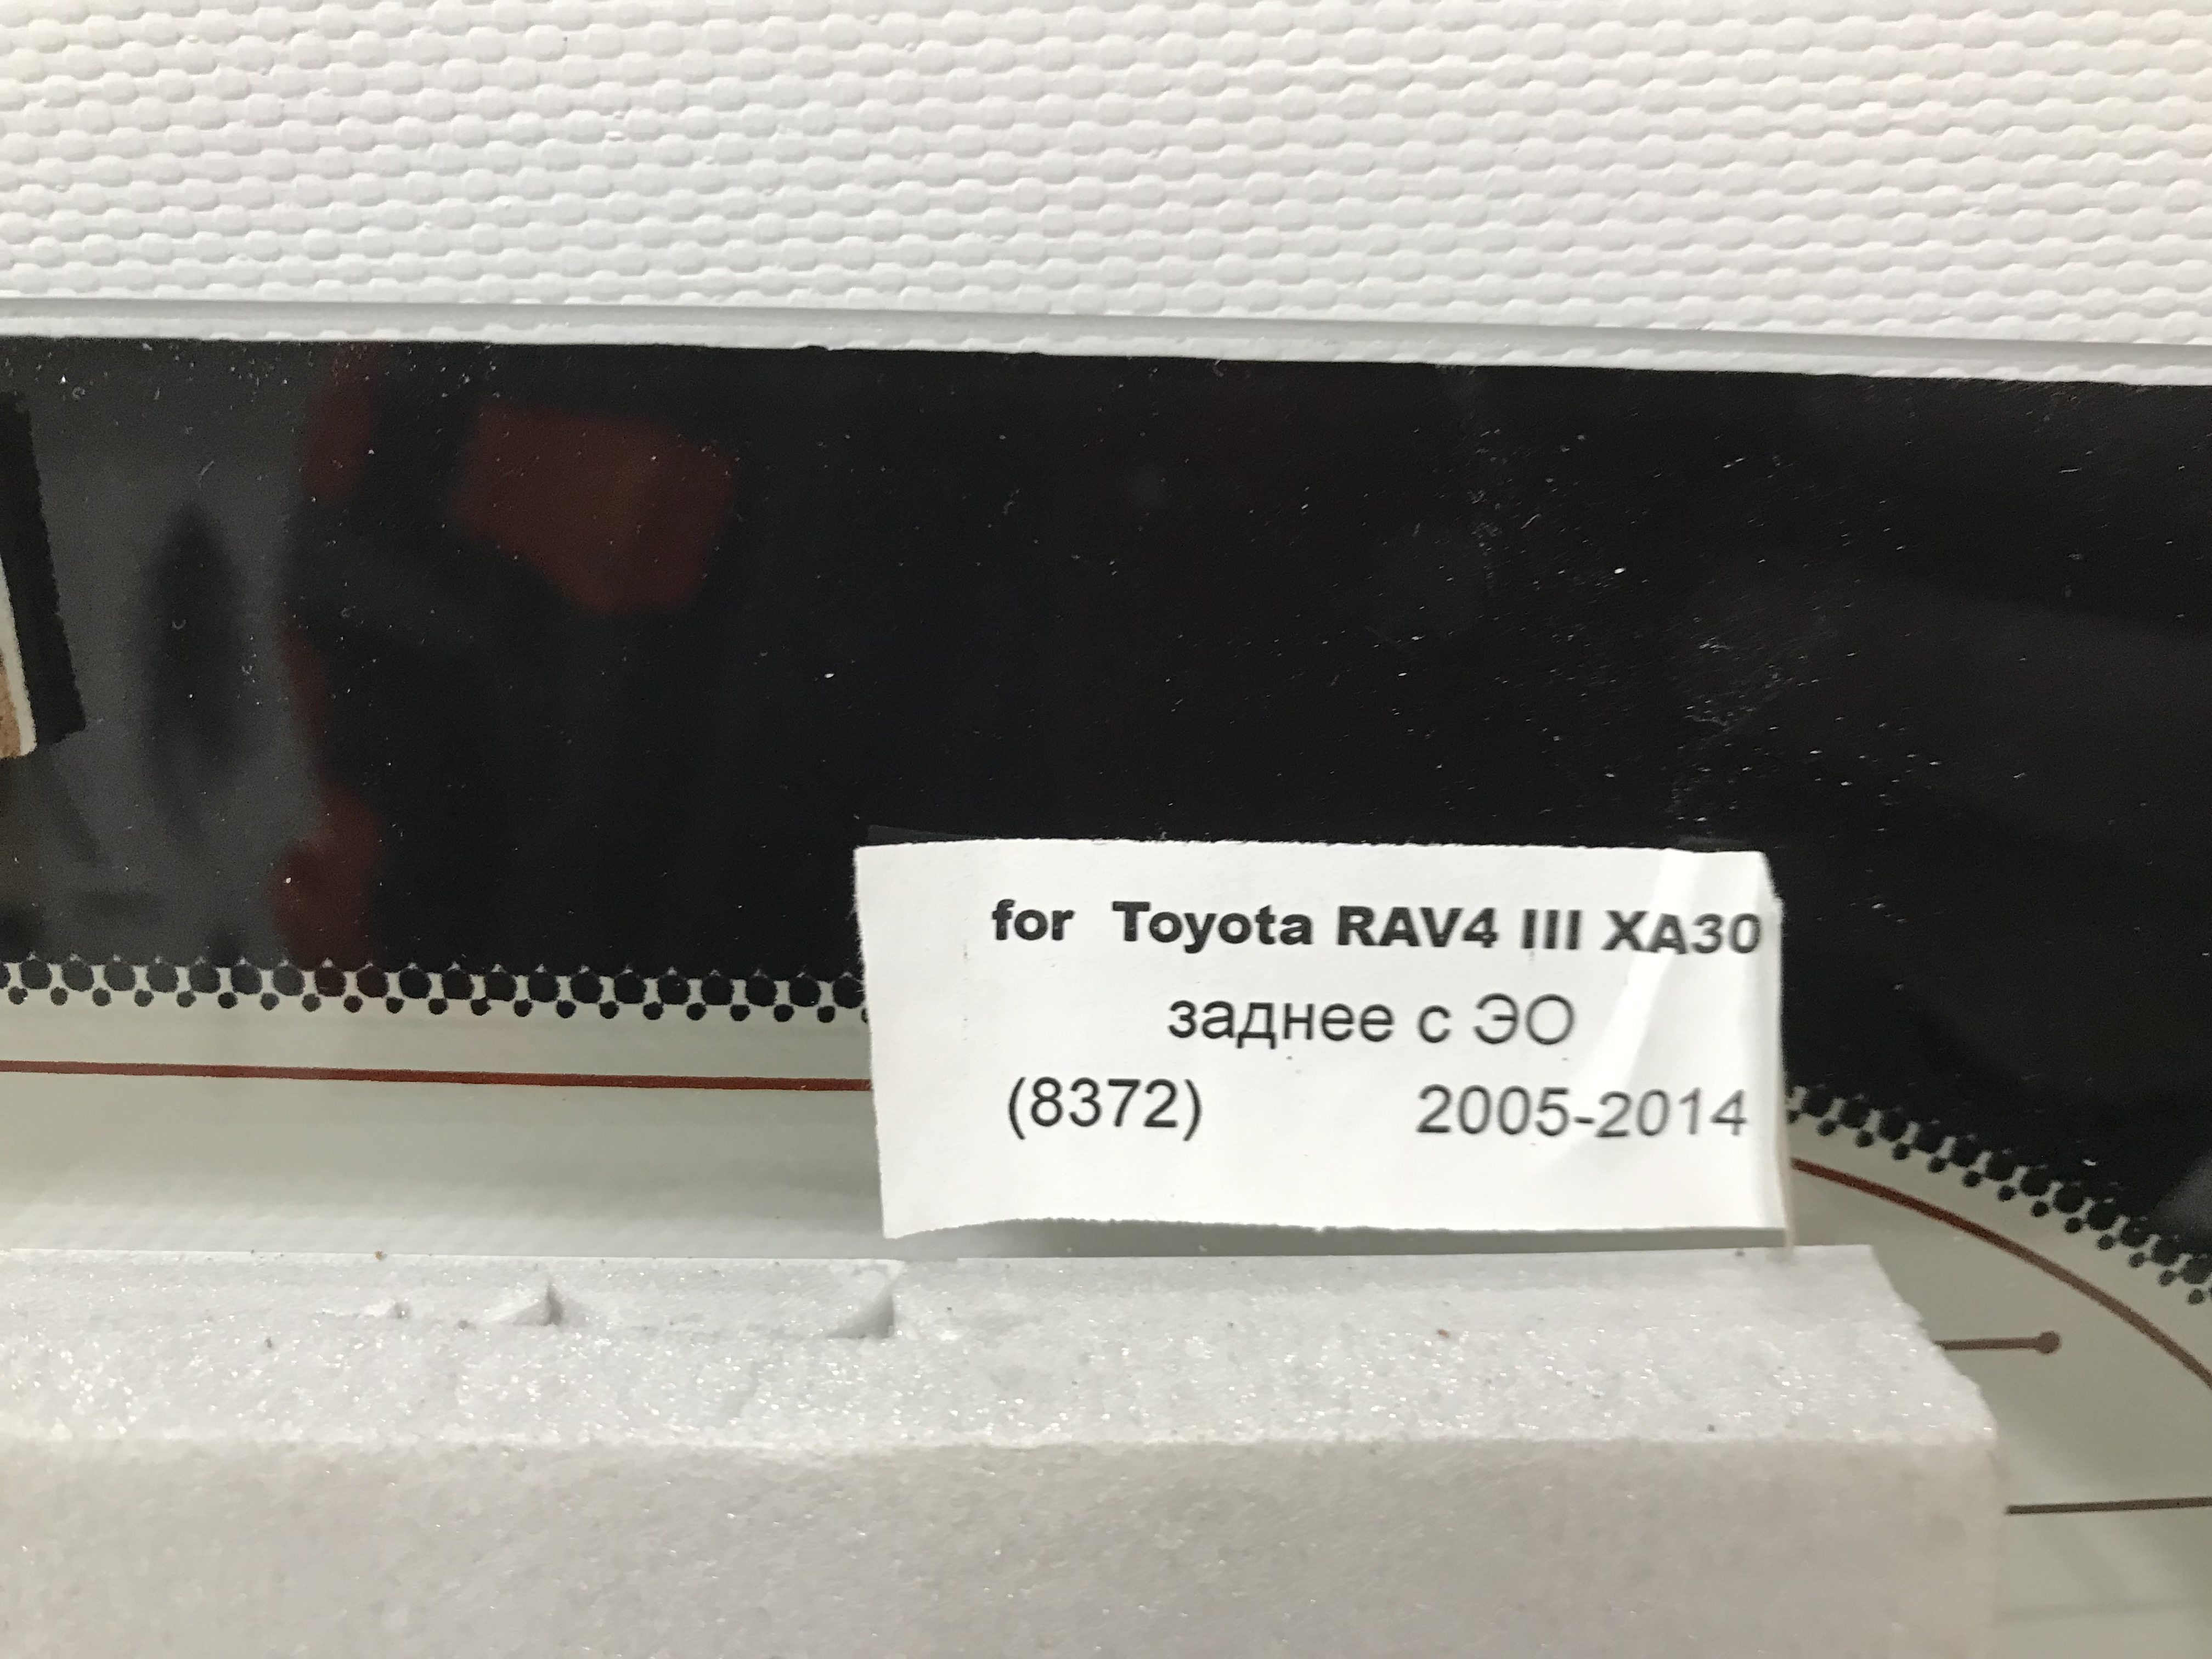 for Toyota RAV4 III XA30
заднее с ЭО
(8372) 2005-2014